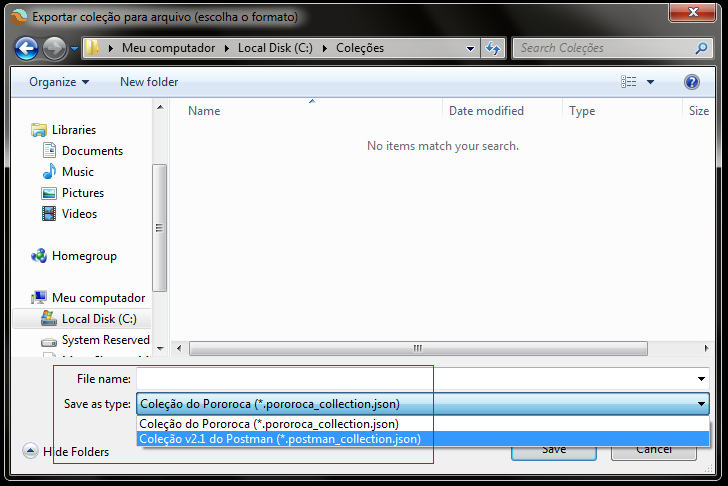 Exportar coleção para arquivo (escolha o formato)
Meu computador Local Disk (C:) Coleções Search Coleções
Organize New folder
Name Date modified Type Size
No items match your search.
Libraries
Documents
Music
Pictures
Videos
Homegroup
Meu computador
Local Disk (C:)
System Reserved
File name:
Save as type: Coleção do Pororoca (*.pororoca_collection.json)
Coleção do Pororoca (*.pororoca_collection.json)
Coleção v2.1 do Postman (*.postman_collection.json)
Hide Folders Save Cancel